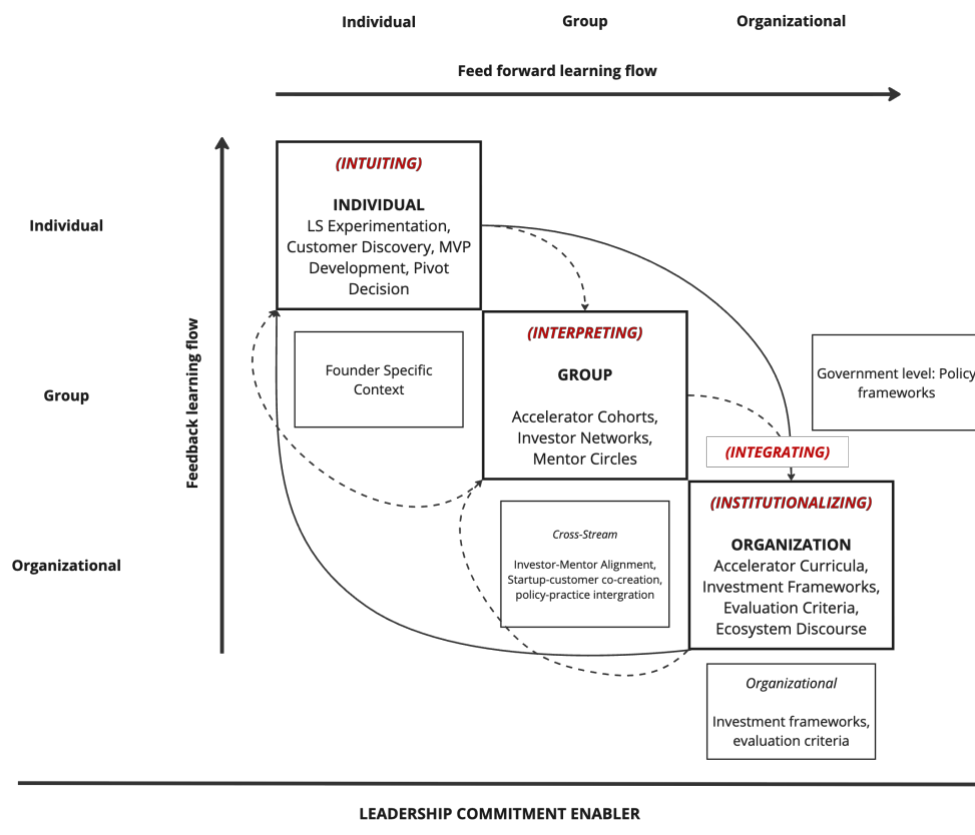 Individual
Group
Organizational
Feed forward learning flow
Individual
Group
Organizational
Feedback learning flow
(INTUITING)
INDIVIDUAL
LS Experimentation,
Customer Discovery, MVP
Development, Pivot
Decision
Founder Specific
Context
(INTERPRETING)
GROUP
Accelerator Cohorts,
Investor Networks,
Mentor Circles
Government level: Policy
frameworks
(INTEGRATING)
(INSTITUTIONALIZING)
ORGANIZATION
Accelerator Curricula,
Investment Frameworks,
Evaluation Criteria,
Ecosystem Discourse
Cross-Stream
Investor-Mentor Alignment,
Startup-customer co-creation,
policy-practice intergration
Organizational
Investment frameworks,
evaluation criteria
LEADERSHIP COMMITMENT ENABLER